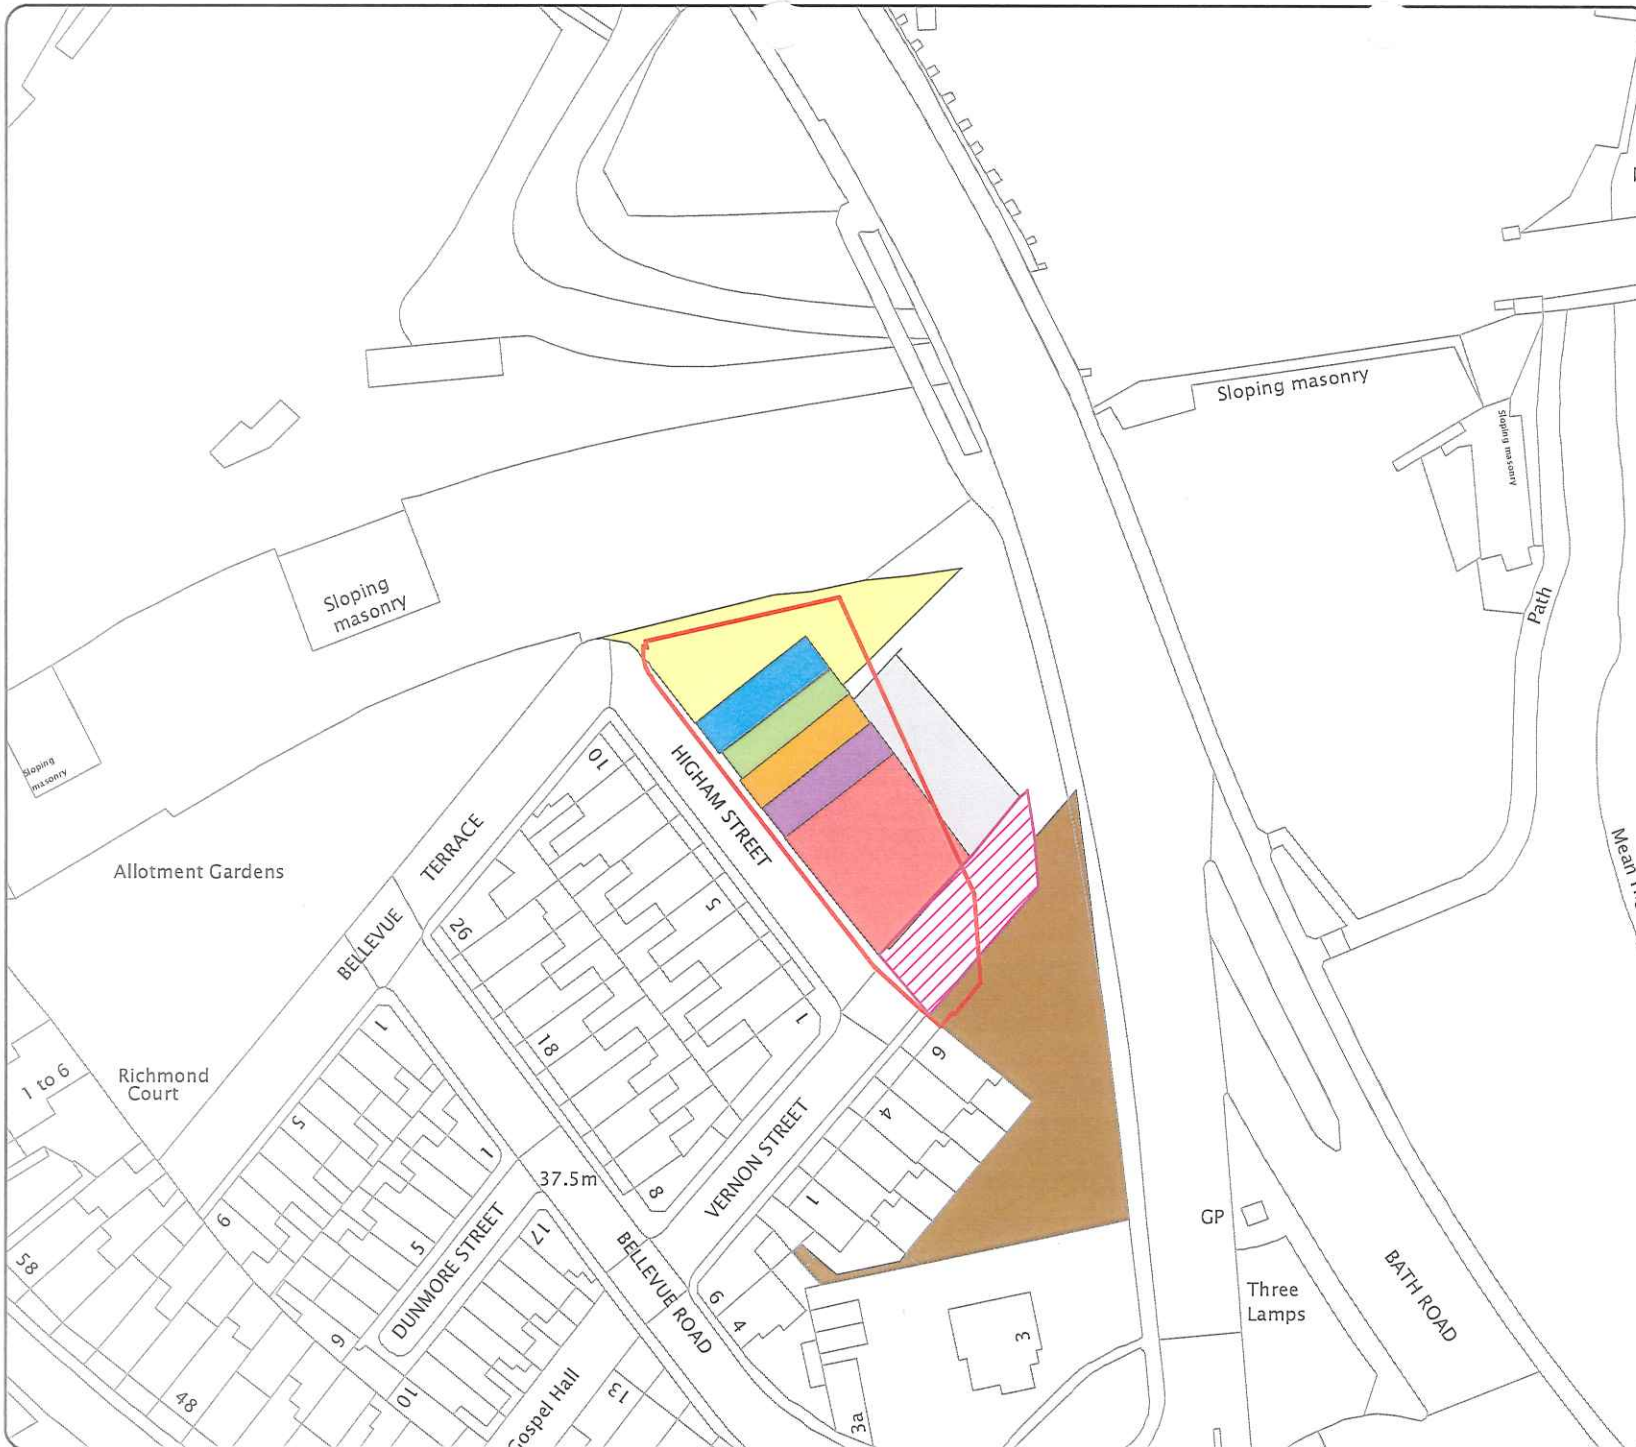 Sloping masonry
Sloping masonry
Sloping
masonry
Path
Sloping
masonry
HIGHAM STREET
10
Allotment Gardens
TERRACE
BELLEVUE
5
26
1
1
18
1 to 6
Richmond
Court
5
1
37.5m
VERNON STREET
6
4
1
8
9
5
DUNMORE STREET
17
BELLEVUE ROAD
GP
58
6
48
10
Gospel Hall
13
6
4
3
3a
Three
Lamps
BATH ROAD
Mean